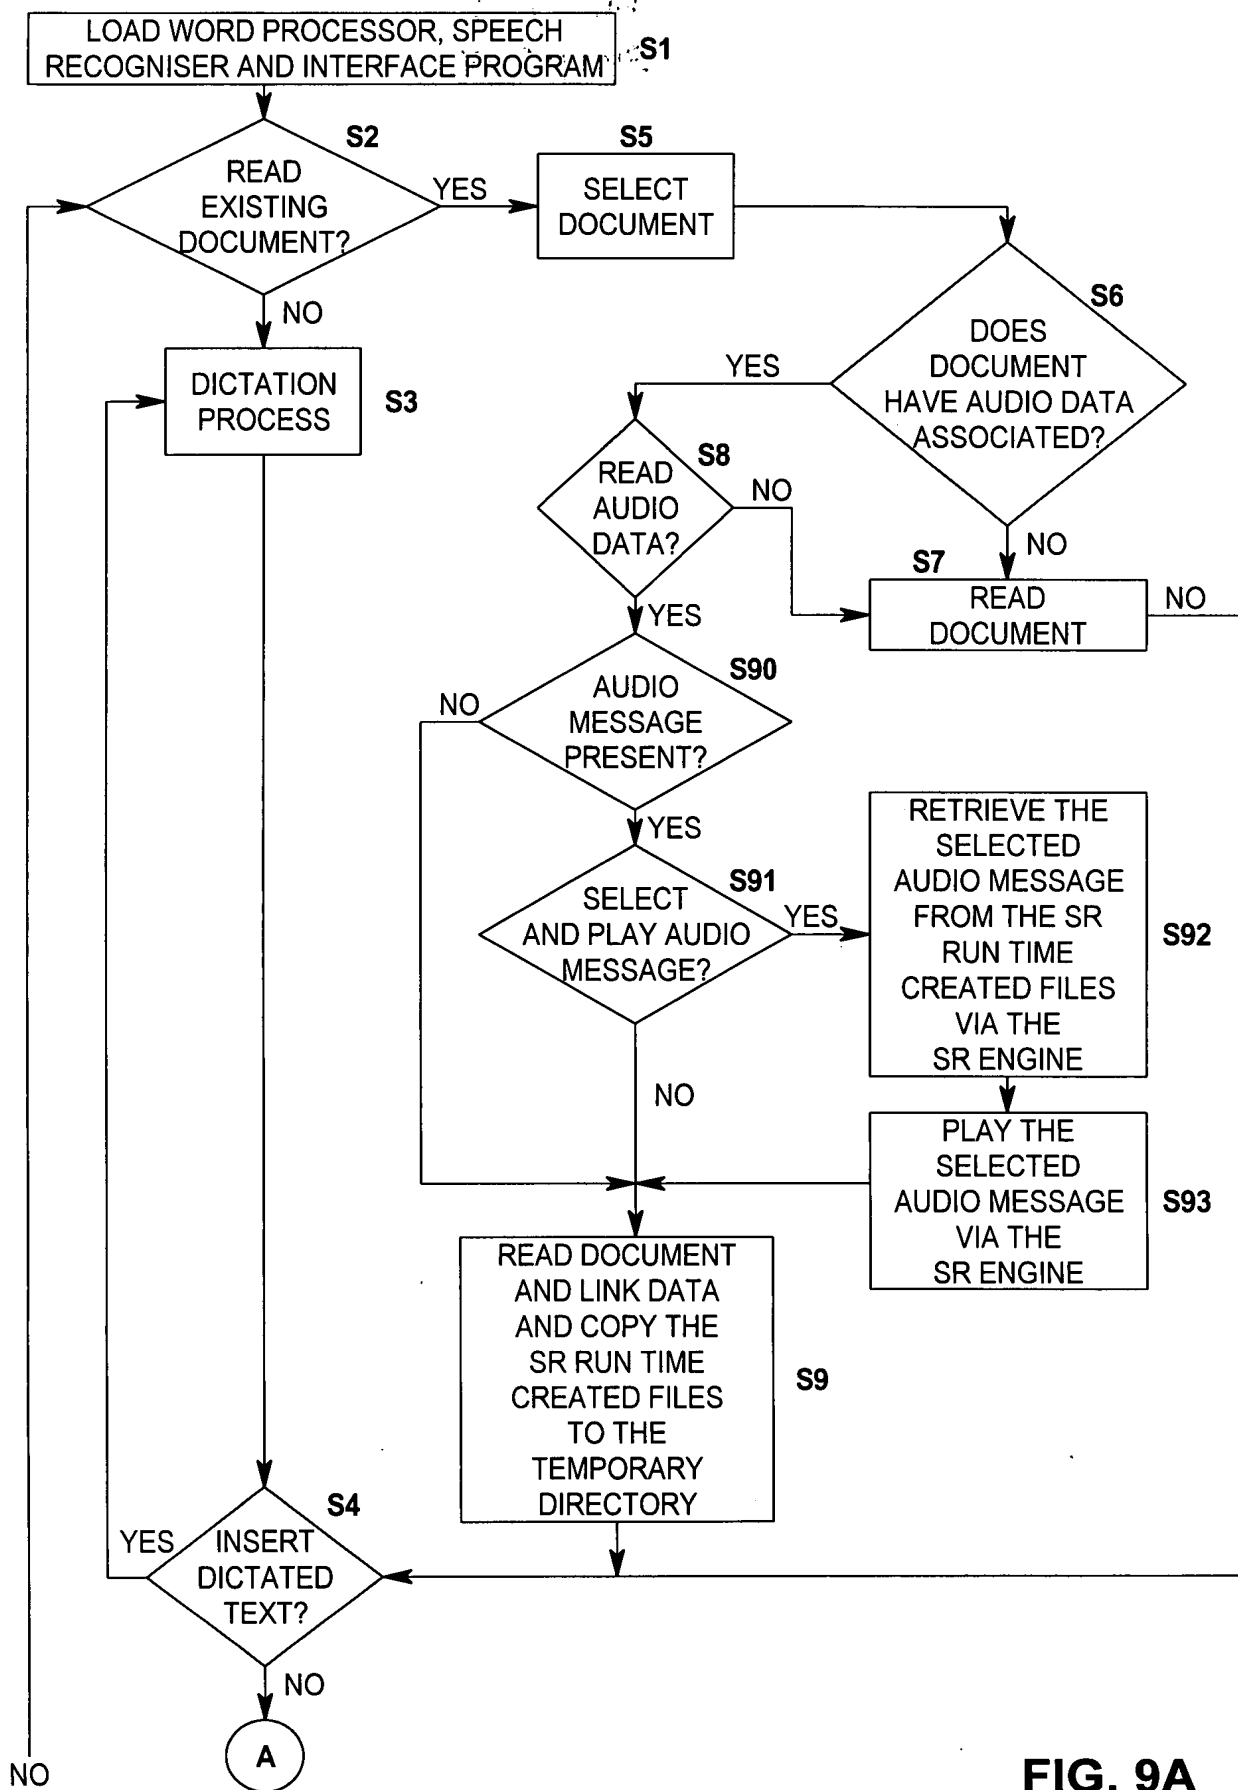 LOAD WORD PROCESSOR, SPEECH
RECOGNISER AND INTERFACE PROGRAM
S1
S2
READ
EXISTING
DOCUMENT?
YES
S5
SELECT
DOCUMENT
NO
DICTATION
PROCESS
S3
S6
DOES
DOCUMENT
HAVE AUDIO DATA
ASSOCIATED?
YES
NO
S8
READ
AUDIO
DATA?
NO
YES
S7
READ
DOCUMENT
NO
S90
AUDIO
MESSAGE
PRESENT?
NO
YES
S91
SELECT
AND PLAY AUDIO
MESSAGE?
YES
NO
RETRIEVE THE
SELECTED
AUDIO MESSAGE
FROM THE SR
RUN TIME
CREATED FILES
VIA THE
SR ENGINE
S92
PLAY THE
SELECTED
AUDIO MESSAGE
VIA THE
SR ENGINE
S93
READ DOCUMENT
AND LINK DATA
AND COPY THE
SR RUN TIME
CREATED FILES
TO THE
TEMPORARY
DIRECTORY
S9
S4
INSERT
DICTATED
TEXT?
YES
NO
A
NO
FIG. 9A